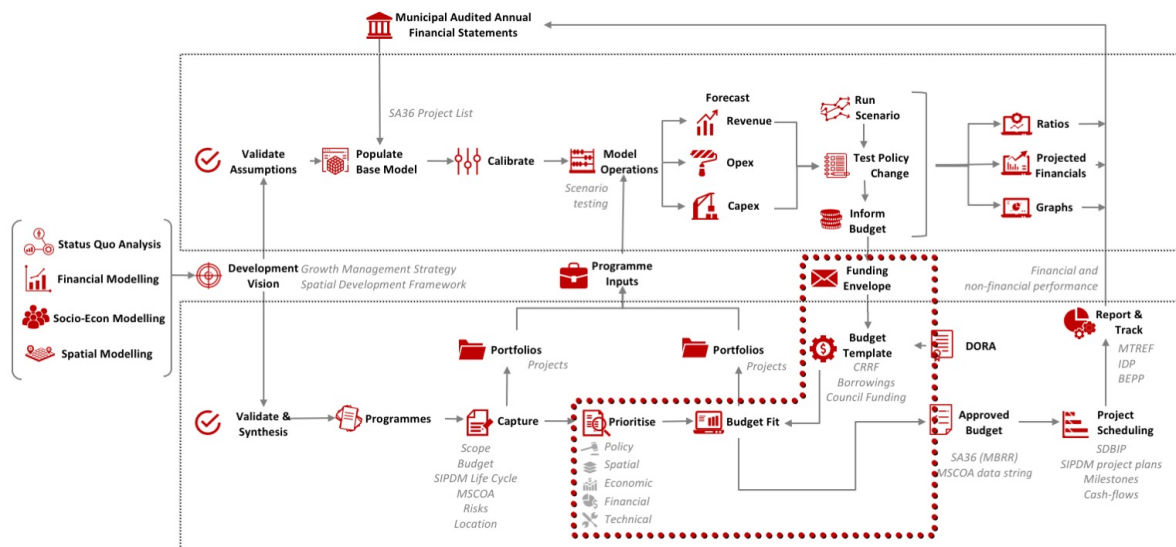 Municipal Audited Annual
Financial Statements
SA36 Project List
Validate
Assumptions
Populate
Base Model
Calibrate
Model
Operations
Scenario
testing
Forecast
Revenue
Opex
Capex
Run
Scenario
Test Policy
Change
Inform
Budget
Ratios
Projected
Financials
Graphs
Status Quo Analysis
Financial Modelling
Socio-Econ Modelling
Spatial Modelling
Development
Vision
Growth Management Strategy
Spatial Development Framework
Programme
Inputs
Funding
Envelope
Financial and
non-financial performance
Portfolios
Projects
Portfolios
Projects
Budget
Template
CRRF
Borrowings
Council Funding
DORA
Report &
Track
MTREF
IDP
BEPP
Validate &
Synthesis
Programmes
Capture
Scope
Budget
SIPDM Life Cycle
MSCOA
Risks
Location
Prioritise
Policy
Spatial
Economic
Financial
Technical
Budget Fit
Approved
Budget
SA36 (MBRR)
MSCOA data string
Project
Scheduling
SDBIP
SIPDM project plans
Milestones
Cash-flows